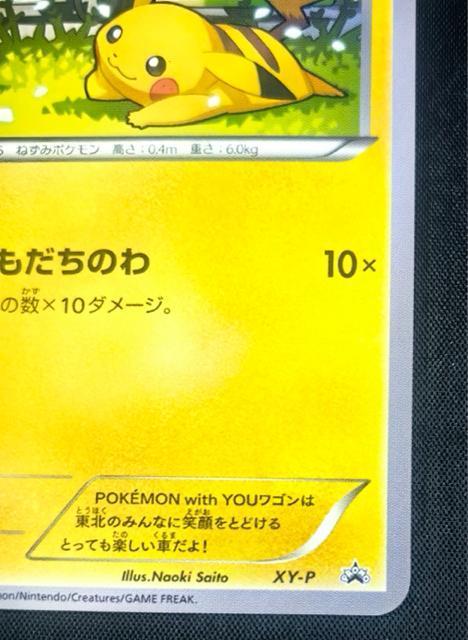 ねずみポケモン 高さ:0.4m 重さ:6.0kg
もだちのわ 10×
の数×10ダメージ。
POKÉMON with YOUワゴンは
東北のみんなに笑顔をとどける
とっても楽しい車だよ!
Illus.Naoki Saito XY-P
on/Nintendo/Creatures/GAME FREAK.